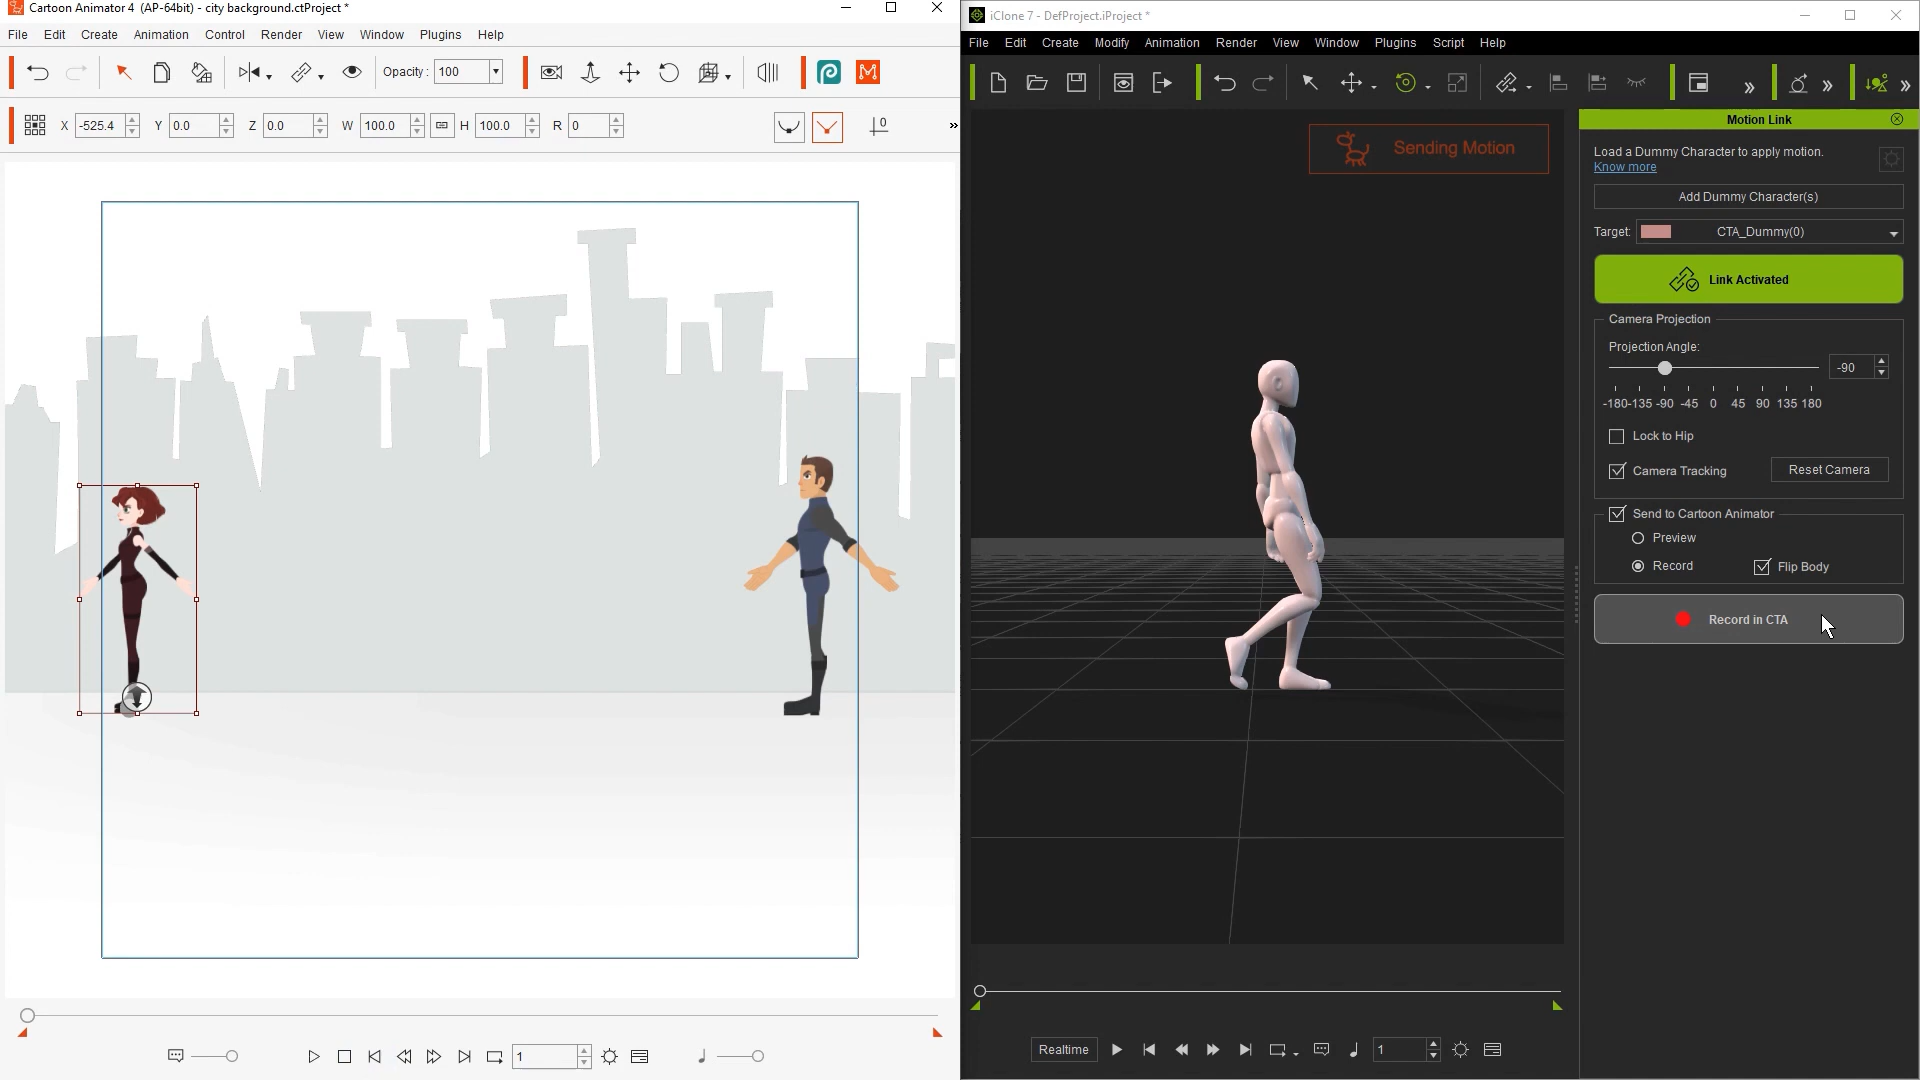 Cartoon Animator 4 (AP-64bit) - city background.ctProject *
File Edit Create Animation Control Render View Window Plugins Help
Opacity : 100
X -525.4 Y 0.0 Z 0.0 W 100.0 H 100.0 R 0 0 »
1
iClone 7 - DefProject.iProject *
File Edit Create Modify Animation Render View Window Plugins Script Help
» » »
Sending Motion
Realtime 1
Motion Link
Load a Dummy Character to apply motion.
Know more
Add Dummy Character(s)
Target: CTA_Dummy(0)
Link Activated
Camera Projection
Projection Angle:
-90
-180 -135 -90 -45 0 45 90 135 180
Lock to Hip
Camera Tracking Reset Camera
Send to Cartoon Animator
Preview
Record Flip Body
Record in CTA